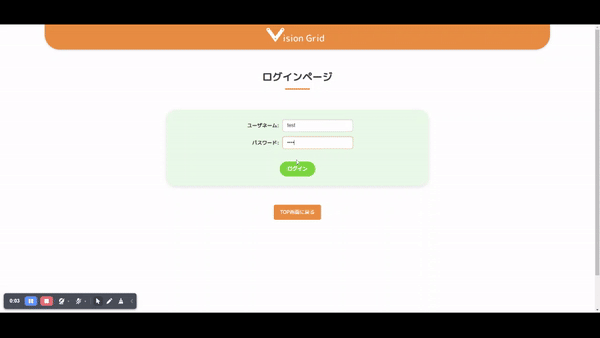 Vision Grid
ログインページ
ユーザネーム: test
パスワード: ••••
ログイン
TOP画面に戻る
0:03